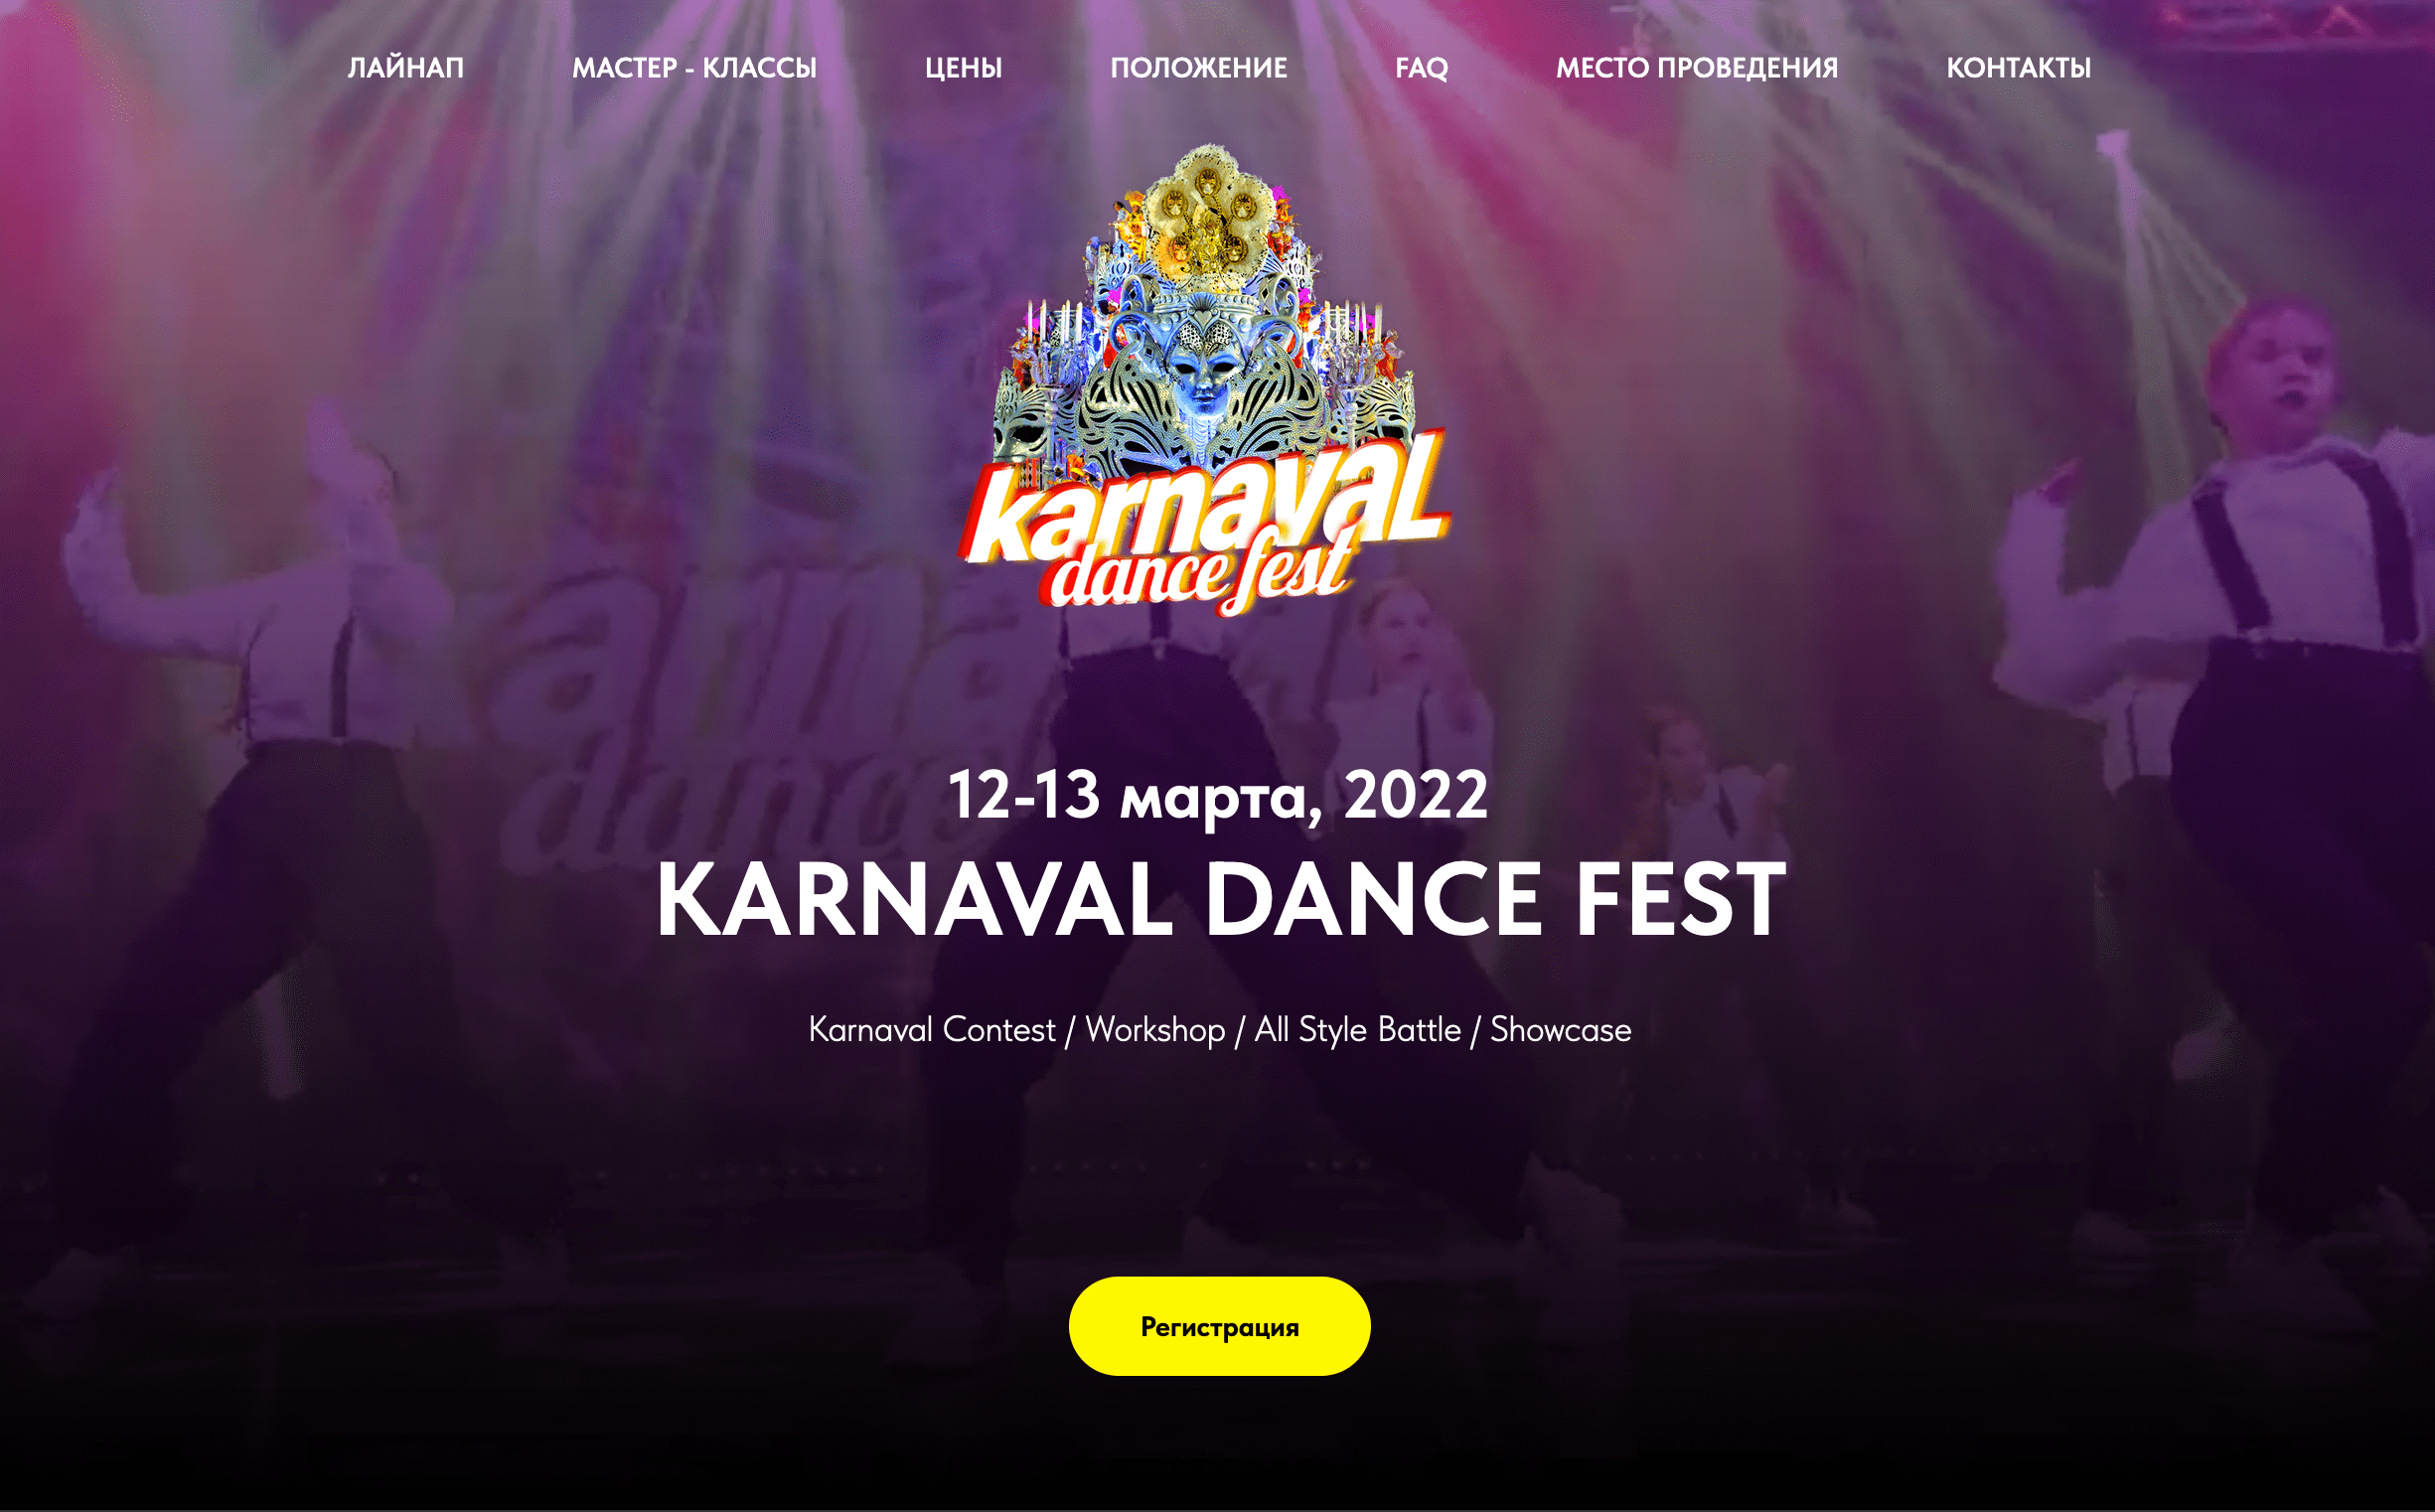 ЛАЙНАП
МАСТЕР - КЛАССЫ
ЦЕНЫ
ПОЛОЖЕНИЕ
FAQ
МЕСТО ПРОВЕДЕНИЯ
КОНТАКТЫ
karnaval
dance fest
12-13 марта, 2022
KARNAVAL DANCE FEST
Karnaval Contest / Workshop / All Style Battle / Showcase
Регистрация